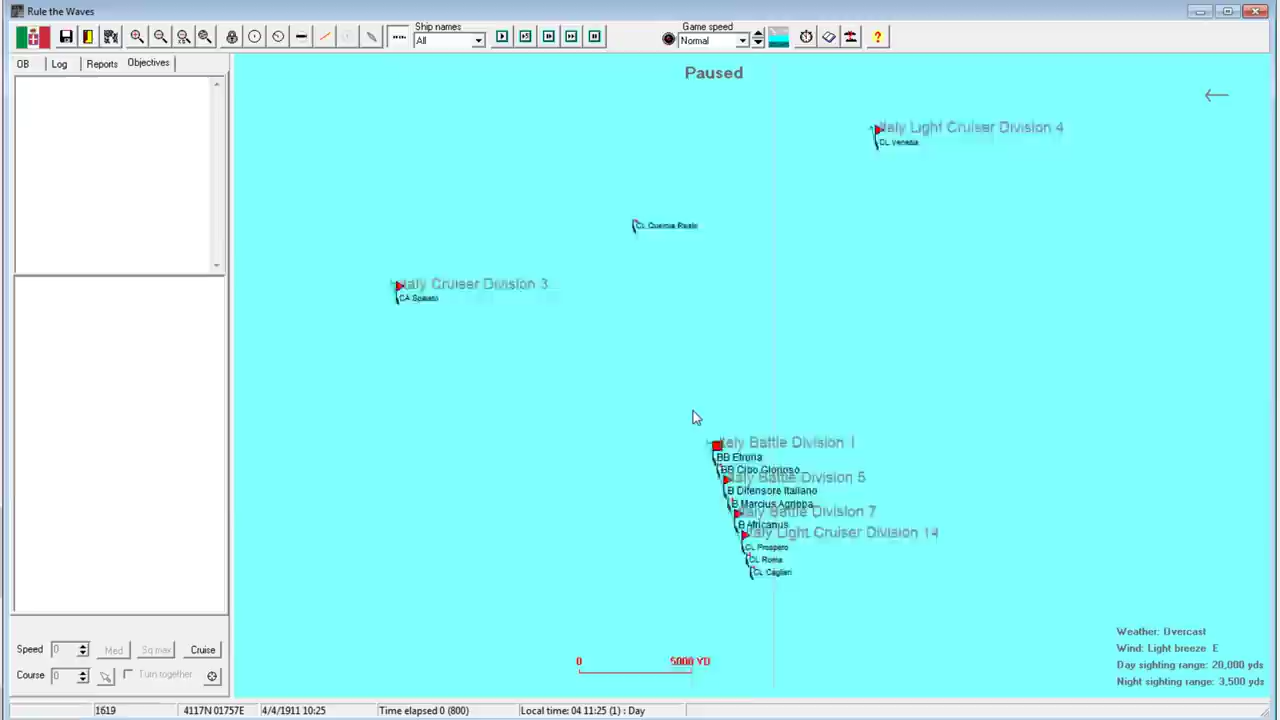 Rule the Waves
Ship names
All
Game speed
Normal
?
OB Log Reports Objectives
Paused
Italy Light Cruiser Division 4
CL Venezia
Italy Cruiser Division 3
Italy Battle Division 1
BB Etruria
BB Cibo Glorioso
Italy Battle Division 5
B Difensore Italiano
B Marcius Agrippa
Italy Battle Division 7
B Africanus
Italy Light Cruiser Division 14
CL Prospero
CL Roma
CL Cagliari
0 5000 YD
Weather: Overcast
Wind: Light breeze E
Day sighting range: 20,000 yds
Night sighting range: 3,500 yds
Speed 0 Med Sq max Cruise
Course 0 Turn together
1619 4117N 01757E 4/4/1911 10:25 Time elapsed 0 (800) Local time: 04 11:25 (1) : Day